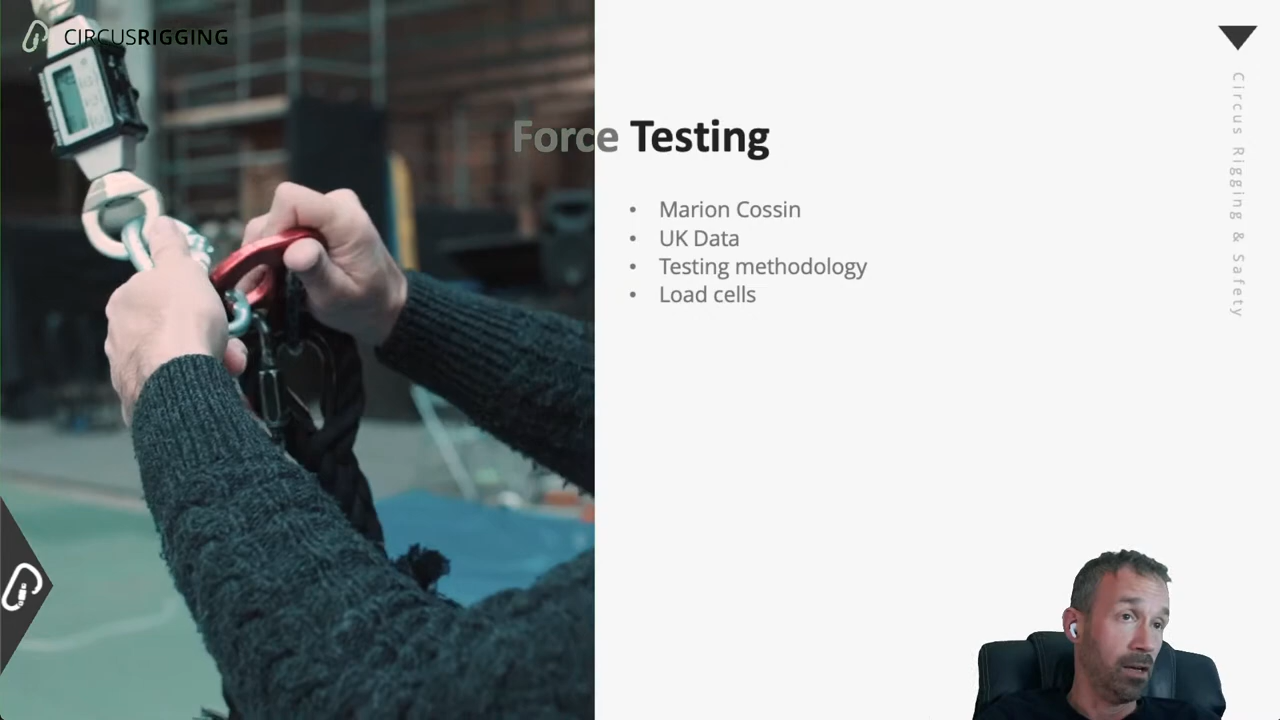 CIRCUSRIGGING
Force Testing
• Marion Cossin
• UK Data
• Testing methodology
• Load cells
Circus Rigging & Safety